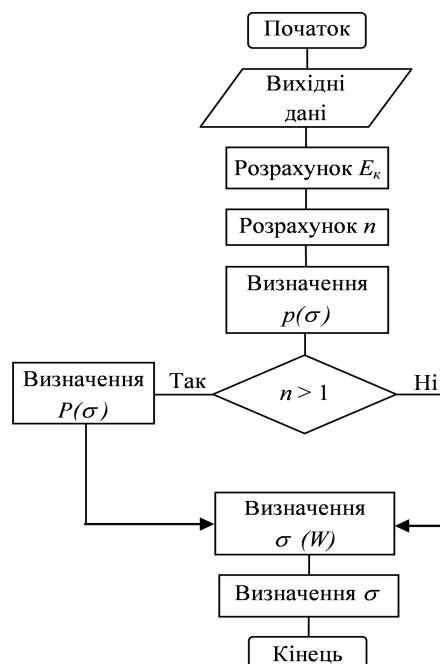 Початок
Вихідні
дані
Розрахунок Eк
Розрахунок n
Визначення
p(σ)
Визначення
P(σ)
Так
n > 1
Ні
Визначення
σ (W)
Визначення σ
Кінець